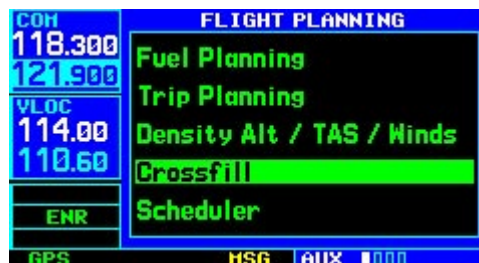 COM
118.300
121.900
VLOC
114.00
110.60
ENR
GPS
FLIGHT PLANNING
Fuel Planning
Trip Planning
Density Alt / TAS / Winds
Crossfill
Scheduler
MSG
AUX